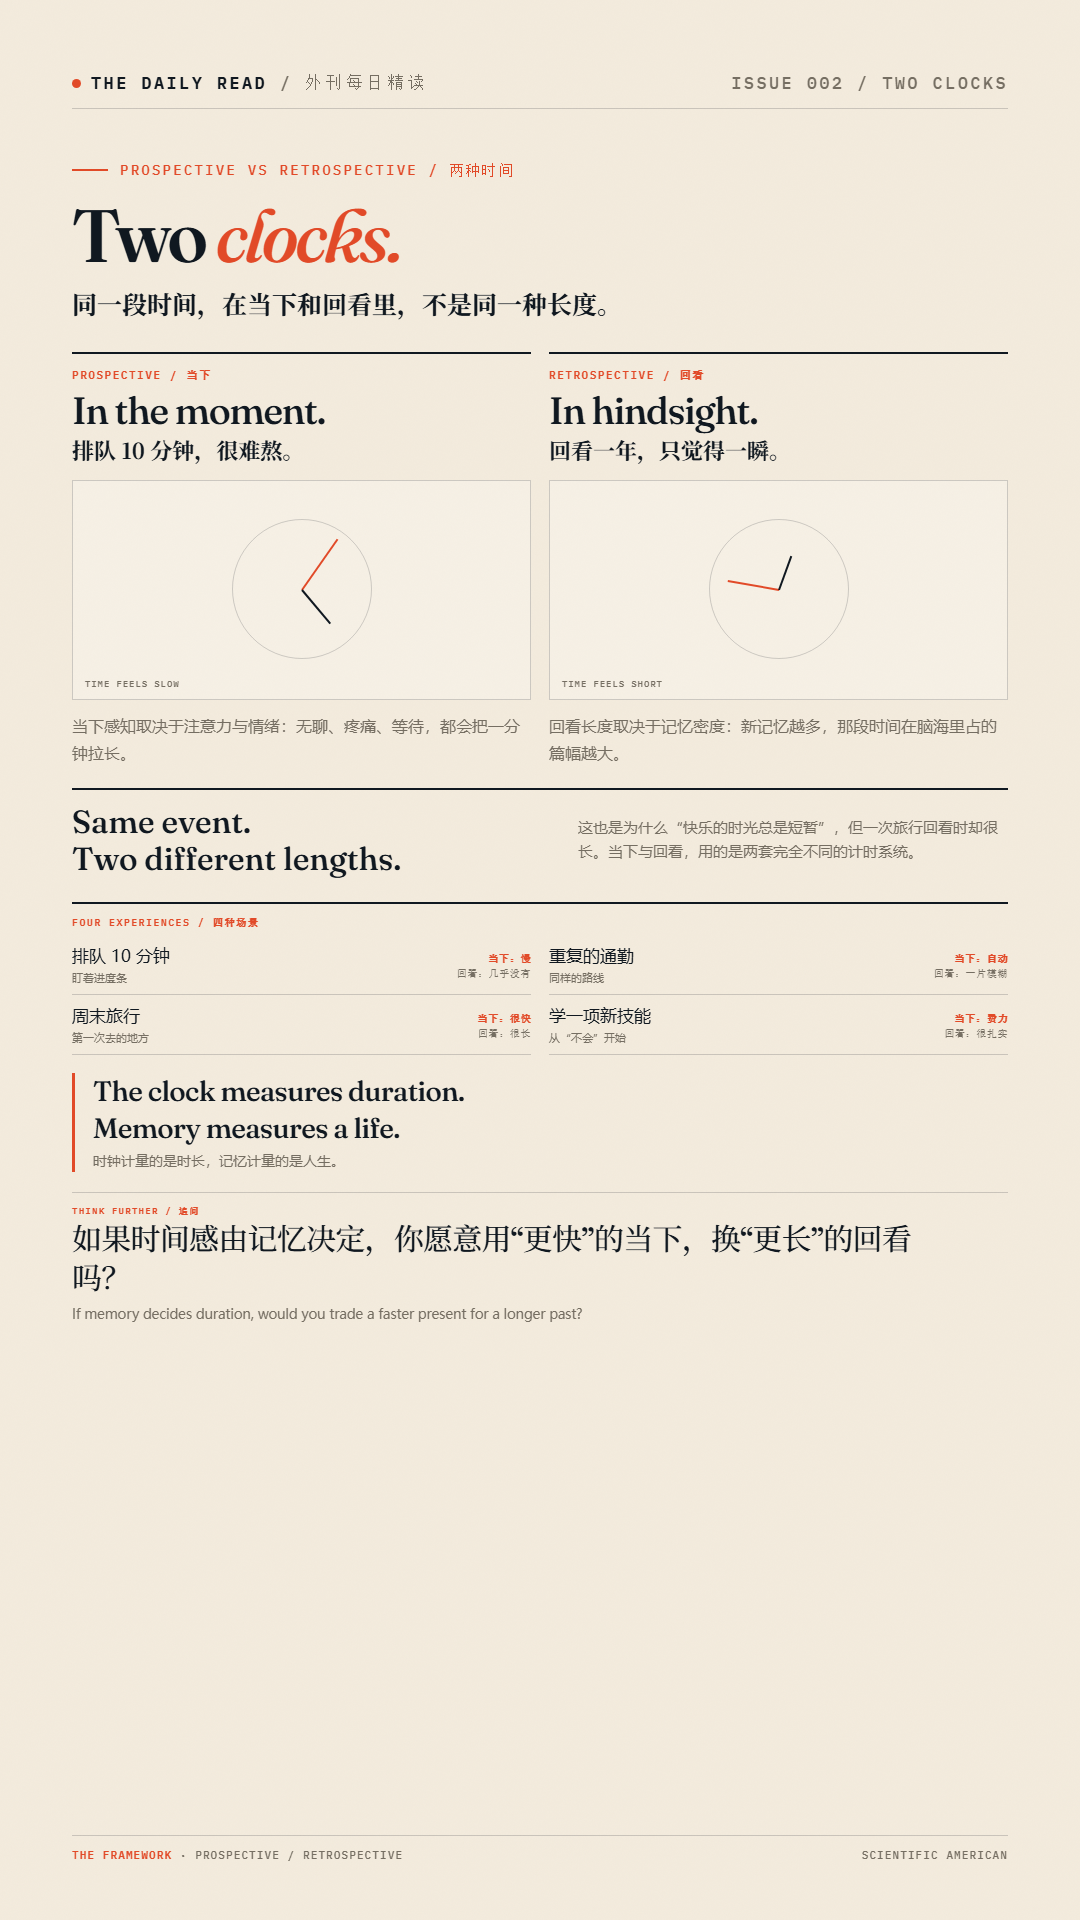 THE DAILY READ / 外刊每日精读
ISSUE 002 / TWO CLOCKS
PROSPECTIVE VS RETROSPECTIVE / 两种时间
Two clocks.
同一段时间，在当下和回看里，不是同一种长度。
PROSPECTIVE / 当下
In the moment.
排队 10 分钟，很难熬。
TIME FEELS SLOW
当下感知取决于注意力与情绪：无聊、疼痛、等待，都会把一分
钟拉长。
RETROSPECTIVE / 回看
In hindsight.
回看一年，只觉得一瞬。
TIME FEELS SHORT
回看长度取决于记忆密度：新记忆越多，那段时间在脑海里占的
篇幅越大。
Same event.
Two different lengths.
这也是为什么“快乐的时光总是短暂”，但一次旅行回看时却很
长。当下与回看，用的是两套完全不同的计时系统。
FOUR EXPERIENCES / 四种场景
排队 10 分钟
盯着进度条
当下：慢
回看：几乎没有
重复的通勤
同样的路线
当下：自动
回看：一片模糊
周末旅行
第一次去的地方
当下：很快
回看：很长
学一项新技能
从“不会”开始
当下：费力
回看：很扎实
The clock measures duration.
Memory measures a life.
时钟计量的是时长，记忆计量的是人生。
THINK FURTHER / 追问
如果时间感由记忆决定，你愿意用“更快”的当下，换“更长”的回看
吗？
If memory decides duration, would you trade a faster present for a longer past?
THE FRAMEWORK · PROSPECTIVE / RETROSPECTIVE
SCIENTIFIC AMERICAN